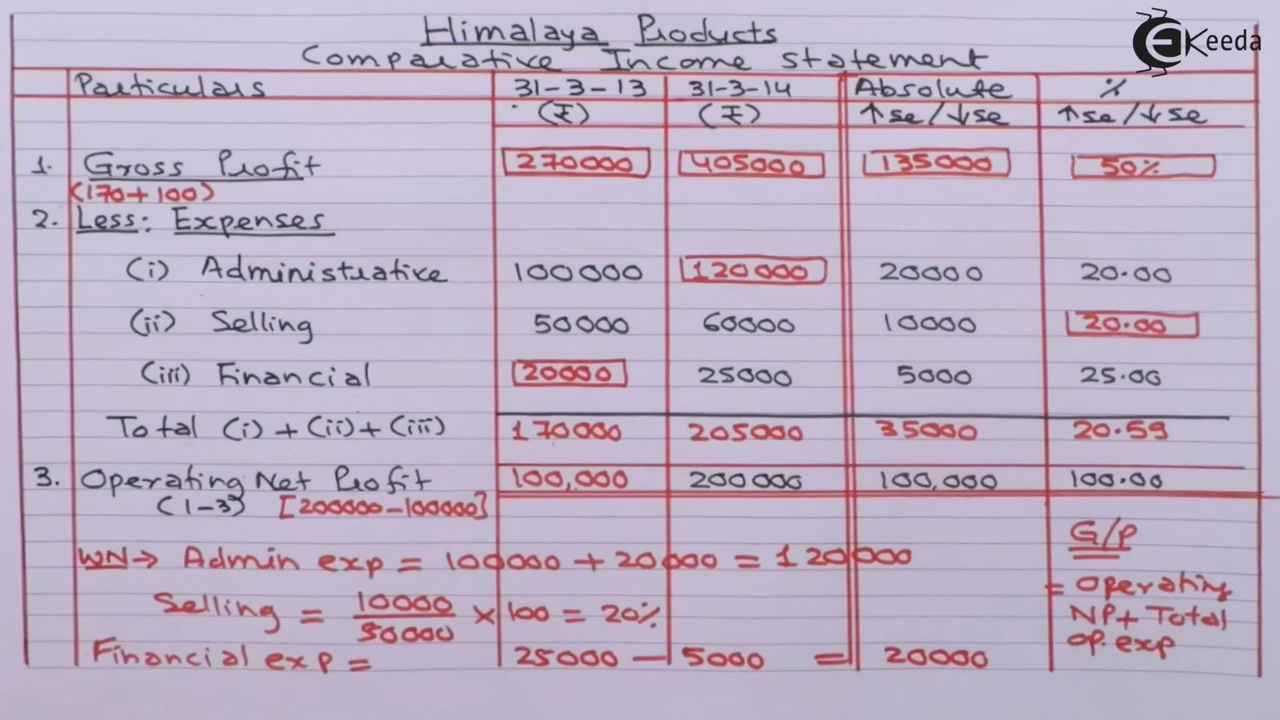 Himalaya Products
Comparative Income statement
EKeeda
Particulars 31-3-13 31-3-14 Absolute %
(₹) (₹) ↑se/↓se ↑se/↓se
1. Gross Profit 270000 405000 135000 50%
(170+100)
2. Less: Expenses
(i) Administrative 100000 120000 20000 20.00
(ii) Selling 50000 60000 10000 20.00
(iii) Financial 20000 25000 5000 25.00
Total (i)+(ii)+(iii) 170000 205000 35000 20.59
3. Operating Net Profit 100,000 200000 100,000 100.00
(1-3) [200000-100000]
G/P
WN→ Admin exp = 100000 + 20000 = 120000
= Operating
Selling = 10000/50000 × 100 = 20%
NP+ Total
op. exp
Financial exp = 25000 - 5000 = 20000